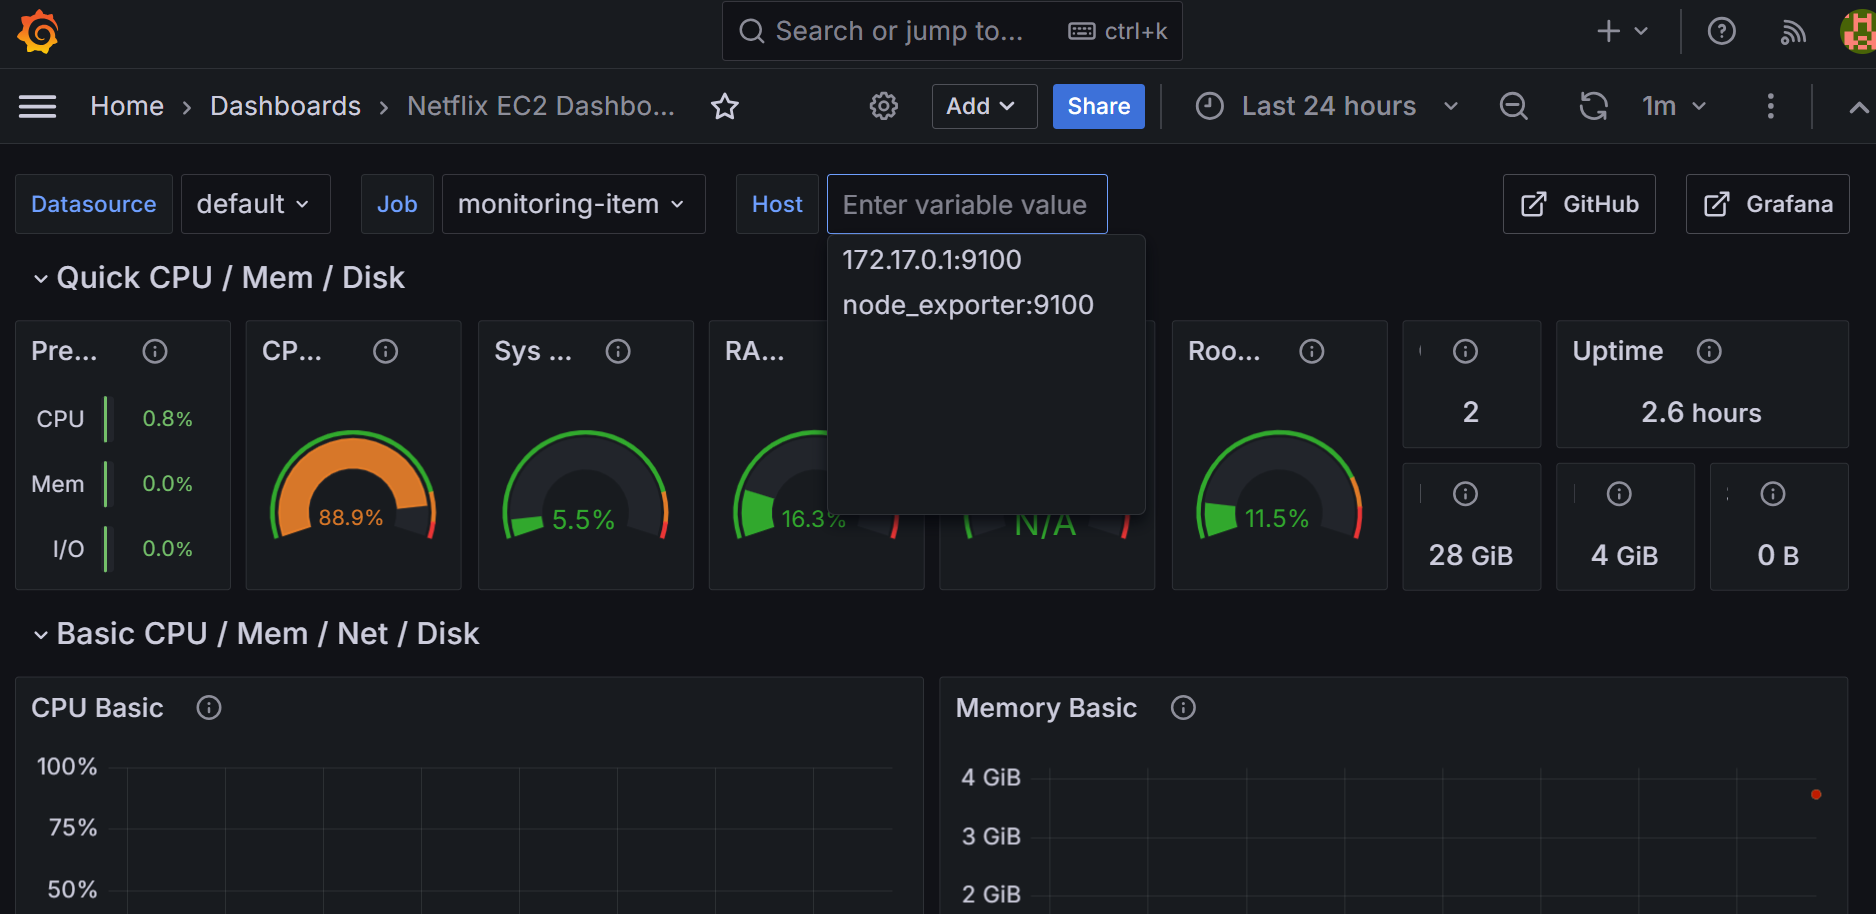 Search or jump to... ctrl+k
Home › Dashboards › Netflix EC2 Dashbo... Add Share Last 24 hours 1m
Datasource default Job monitoring-item Host Enter variable value GitHub Grafana
172.17.0.1:9100
node_exporter:9100
Quick CPU / Mem / Disk
Pre...
CPU 0.8%
Mem 0.0%
I/O 0.0%
CP...
88.9%
Sys ...
5.5%
RA...
16.3%
N/A
Roo...
11.5%
2
Uptime
2.6 hours
28 GiB
4 GiB
0 B
Basic CPU / Mem / Net / Disk
CPU Basic
100%
75%
50%
Memory Basic
4 GiB
3 GiB
2 GiB